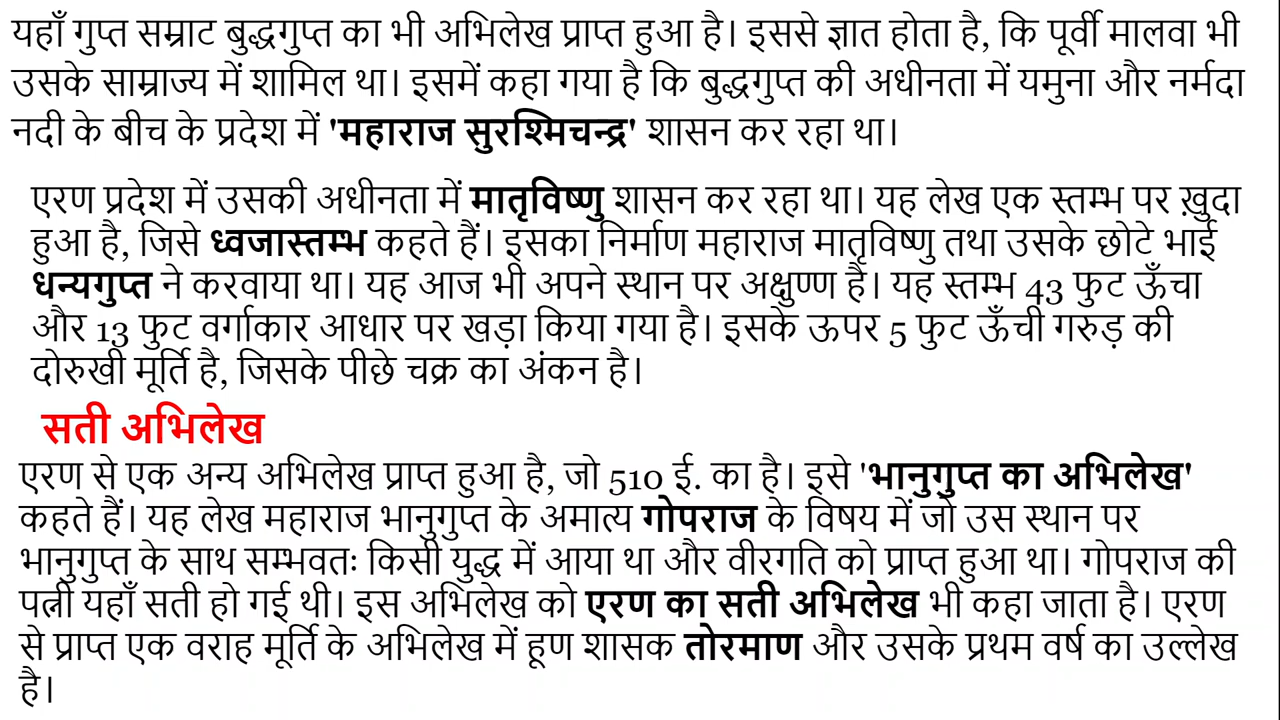 यहाँ गुप्त सम्राट बुद्धगुप्त का भी अभिलेख प्राप्त हुआ है। इससे ज्ञात होता है, कि पूर्वी मालवा भी
उसके साम्राज्य में शामिल था। इसमें कहा गया है कि बुद्धगुप्त की अधीनता में यमुना और नर्मदा
नदी के बीच के प्रदेश में 'महाराज सुरश्मिचन्द्र' शासन कर रहा था।
एरण प्रदेश में उसकी अधीनता में मातृविष्णु शासन कर रहा था। यह लेख एक स्तम्भ पर ख़ुदा
हुआ है, जिसे ध्वजास्तम्भ कहते हैं। इसका निर्माण महाराज मातृविष्णु तथा उसके छोटे भाई
धन्यगुप्त ने करवाया था। यह आज भी अपने स्थान पर अक्षुण्ण है। यह स्तम्भ 43 फुट ऊँचा
और 13 फुट वर्गाकार आधार पर खड़ा किया गया है। इसके ऊपर 5 फुट ऊँची गरुड़ की
दोरुखी मूर्ति है, जिसके पीछे चक्र का अंकन है।
सती अभिलेख
एरण से एक अन्य अभिलेख प्राप्त हुआ है, जो 510 ई. का है। इसे 'भानुगुप्त का अभिलेख'
कहते हैं। यह लेख महाराज भानुगुप्त के अमात्य गोपराज के विषय में जो उस स्थान पर
भानुगुप्त के साथ सम्भवतः किसी युद्ध में आया था और वीरगति को प्राप्त हुआ था। गोपराज की
पत्नी यहाँ सती हो गई थी। इस अभिलेख को एरण का सती अभिलेख भी कहा जाता है। एरण
से प्राप्त एक वराह मूर्ति के अभिलेख में हूण शासक तोरमाण और उसके प्रथम वर्ष का उल्लेख
है।